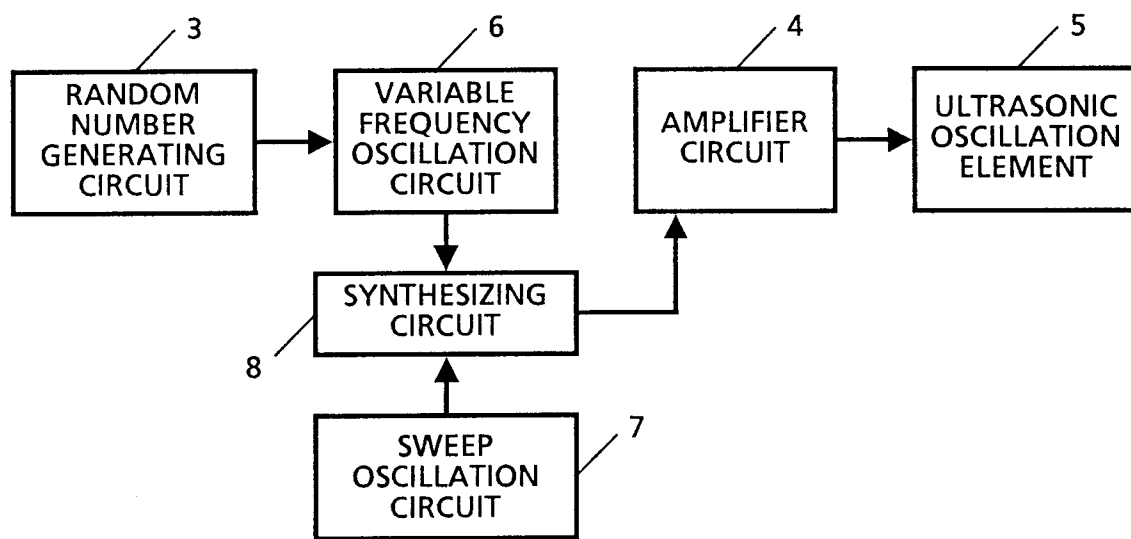 3
RANDOM
NUMBER
GENERATING
CIRCUIT
6
VARIABLE
FREQUENCY
OSCILLATION
CIRCUIT
4
AMPLIFIER
CIRCUIT
5
ULTRASONIC
OSCILLATION
ELEMENT
8
SYNTHESIZING
CIRCUIT
7
SWEEP
OSCILLATION
CIRCUIT